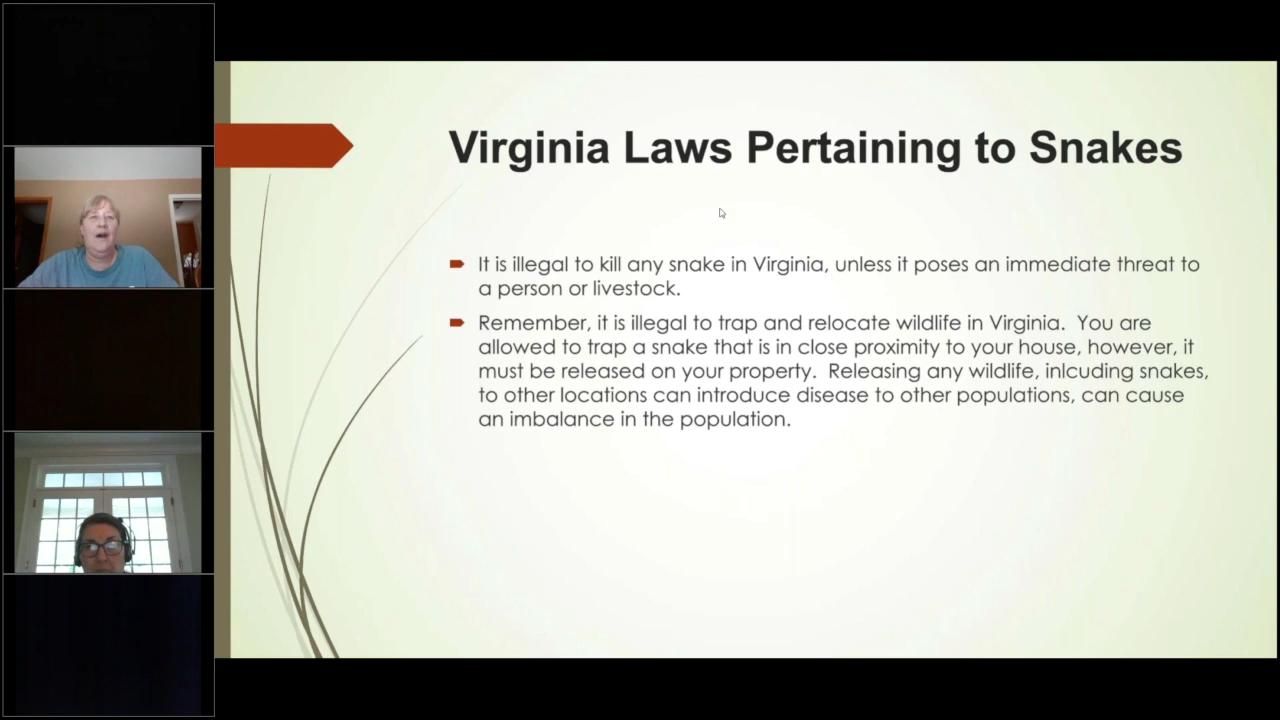 Virginia Laws Pertaining to Snakes
It is illegal to kill any snake in Virginia, unless it poses an immediate threat to
a person or livestock.
Remember, it is illegal to trap and relocate wildlife in Virginia.  You are
allowed to trap a snake that is in close proximity to your house, however, it
must be released on your property.  Releasing any wildlife, inlcuding snakes,
to other locations can introduce disease to other populations, can cause
an imbalance in the population.